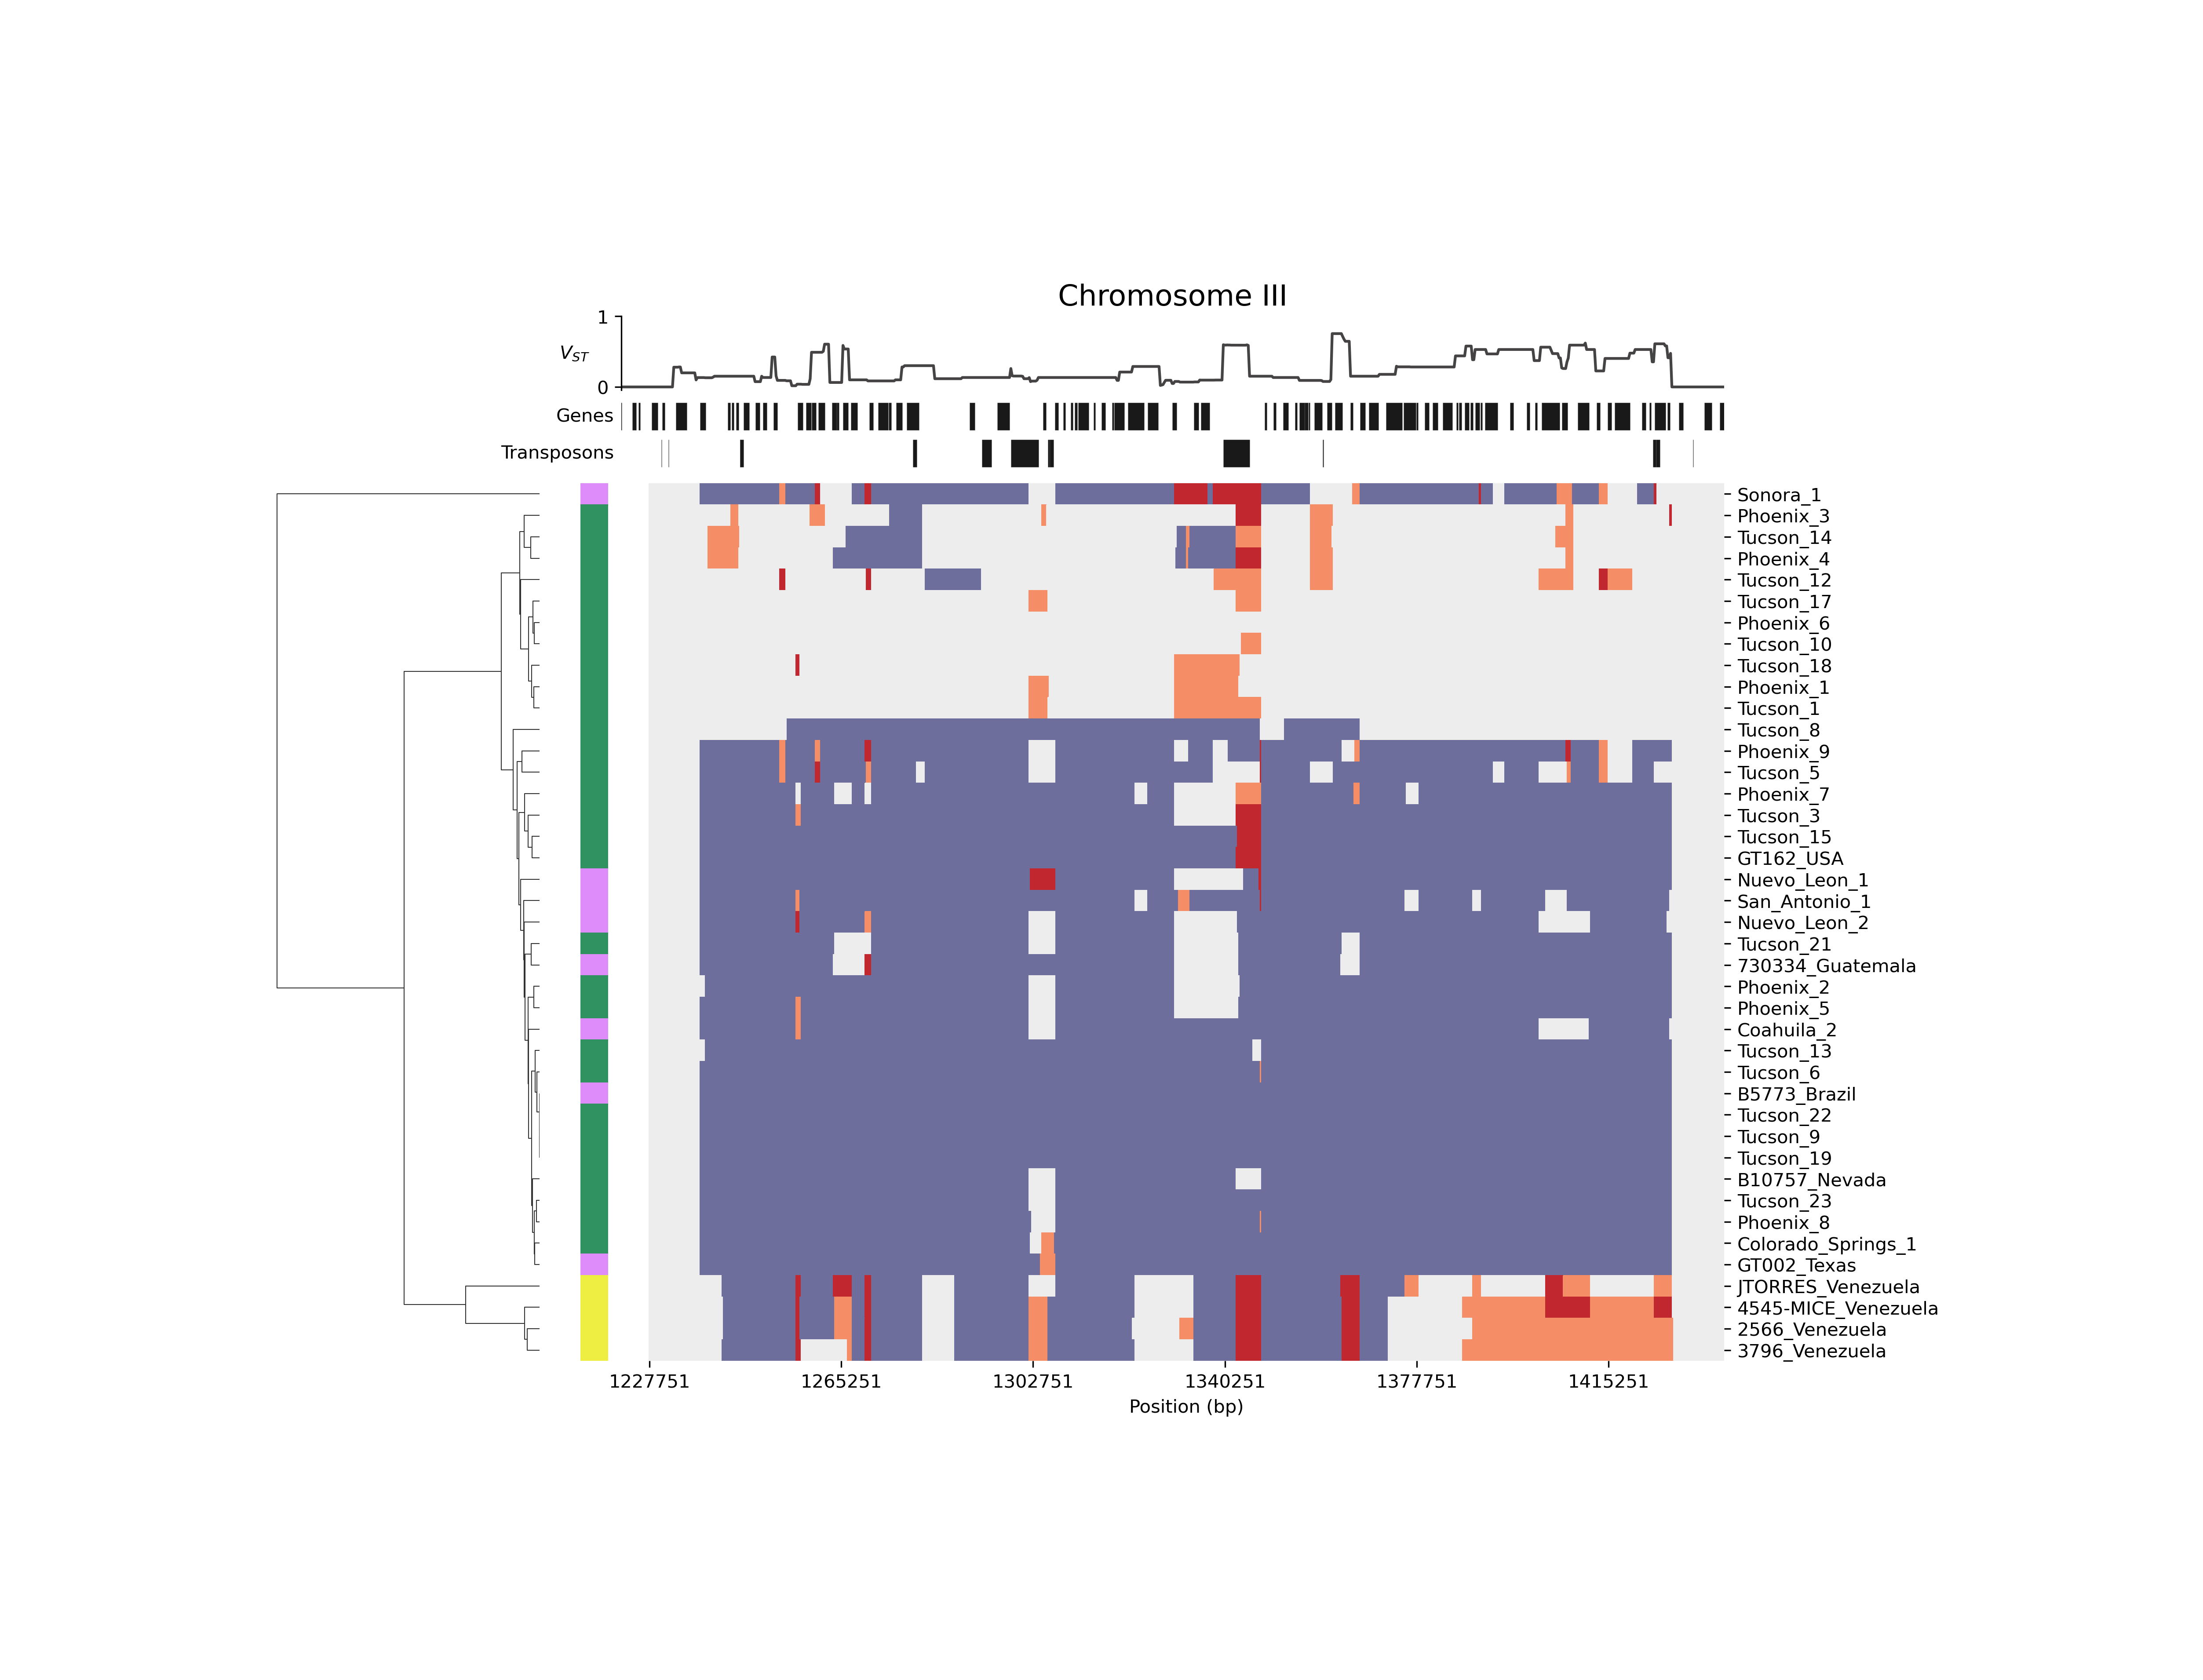 Chromosome III
1
V_ST
0
Genes
Transposons
Sonora_1
Phoenix_3
Tucson_14
Phoenix_4
Tucson_12
Tucson_17
Phoenix_6
Tucson_10
Tucson_18
Phoenix_1
Tucson_1
Tucson_8
Phoenix_9
Tucson_5
Phoenix_7
Tucson_3
Tucson_15
GT162_USA
Nuevo_Leon_1
San_Antonio_1
Nuevo_Leon_2
Tucson_21
730334_Guatemala
Phoenix_2
Phoenix_5
Coahuila_2
Tucson_13
Tucson_6
B5773_Brazil
Tucson_22
Tucson_9
Tucson_19
B10757_Nevada
Tucson_23
Phoenix_8
Colorado_Springs_1
GT002_Texas
JTORRES_Venezuela
4545-MICE_Venezuela
2566_Venezuela
3796_Venezuela
1227751 1265251 1302751 1340251 1377751 1415251
Position (bp)